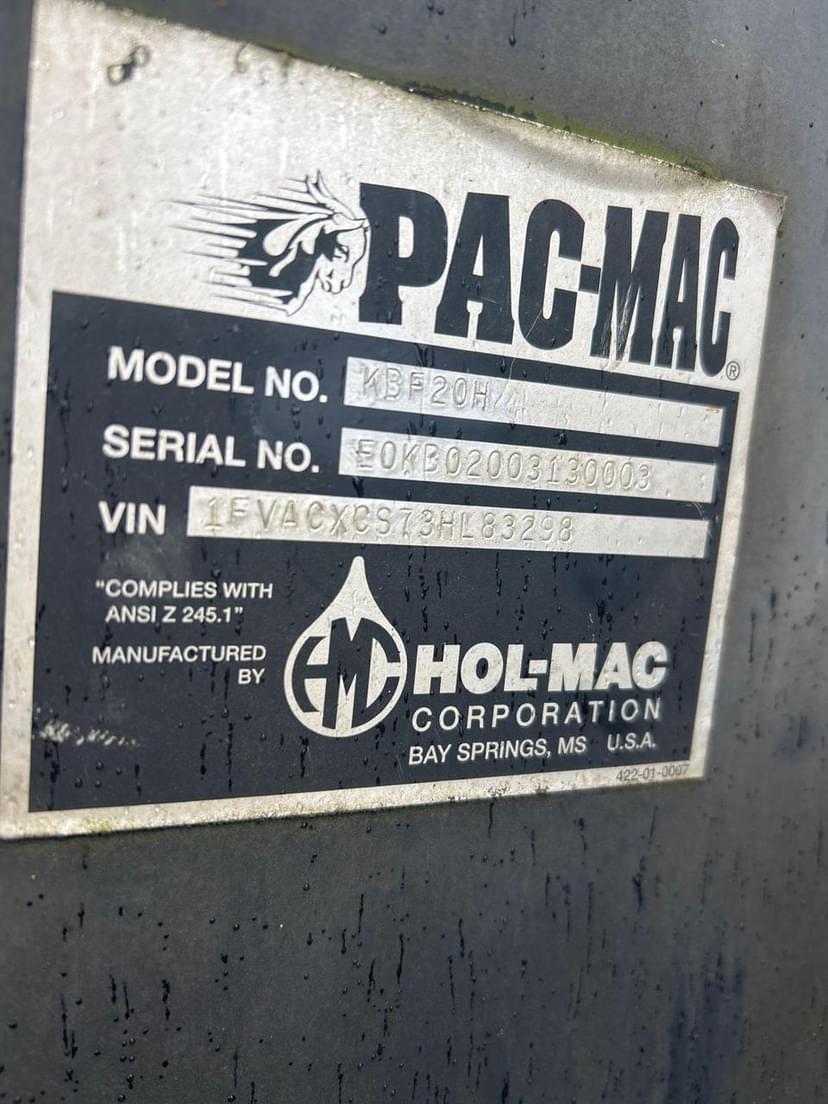 PAC-MAC®
MODEL NO. KBF20H
SERIAL NO. E0KB02003130003
VIN 1FVACXCS73HL83298
"COMPLIES WITH
ANSI Z 245.1"
MANUFACTURED
BY
HMC HOL-MAC
CORPORATION
BAY SPRINGS, MS U.S.A.
422-01-0007